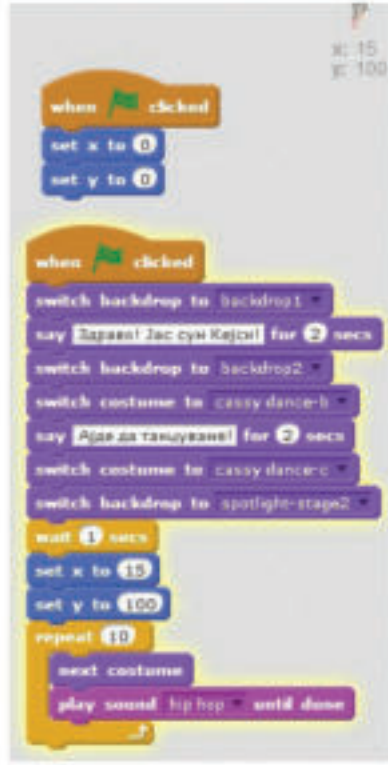 x: 15
y: 100
when clicked
set x to 0
set y to 0
when clicked
switch backdrop to backdrop1
say Здраво! Јас сум Кејси! for 2 secs
switch backdrop to backdrop2
switch costume to cassy dance-b
say Ајде да танцуваме! for 2 secs
switch costume to cassy dance-c
switch backdrop to spotlight-stage2
wait 1 secs
set x to 15
set y to 100
repeat 10
next costume
play sound hip hop until done